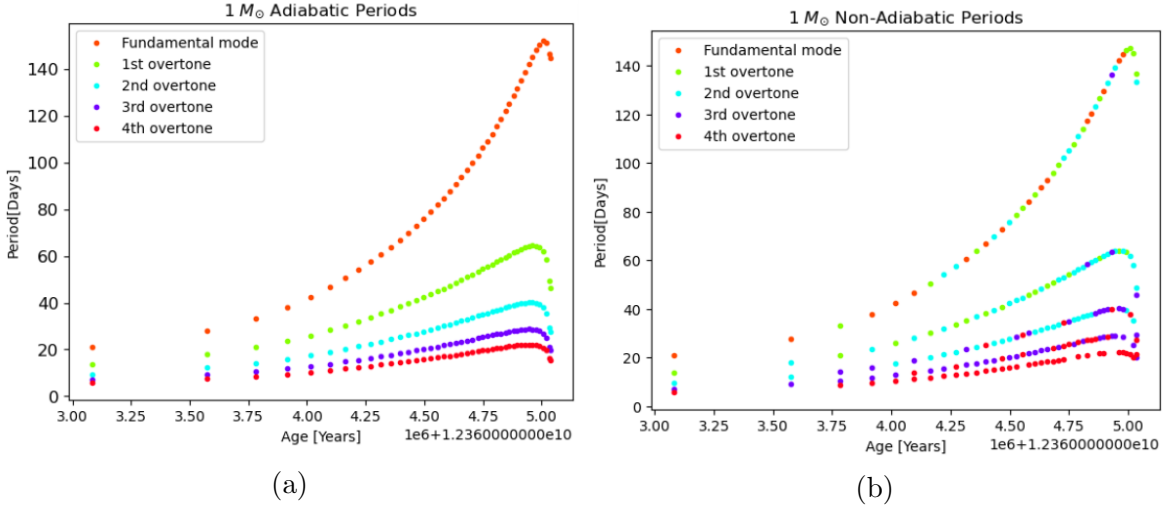 1 M⊙ Adiabatic Periods
Fundamental mode
1st overtone
2nd overtone
3rd overtone
4th overtone
Period[Days]
140
120
100
80
60
40
20
0
3.00 3.25 3.50 3.75 4.00 4.25 4.50 4.75 5.00
Age [Years]
1e6+1.2360000000e10
(a)
1 M⊙ Non-Adiabatic Periods
Fundamental mode
1st overtone
2nd overtone
3rd overtone
4th overtone
Period[Days]
140
120
100
80
60
40
20
0
3.00 3.25 3.50 3.75 4.00 4.25 4.50 4.75 5.00
Age [Years]
1e6+1.2360000000e10
(b)